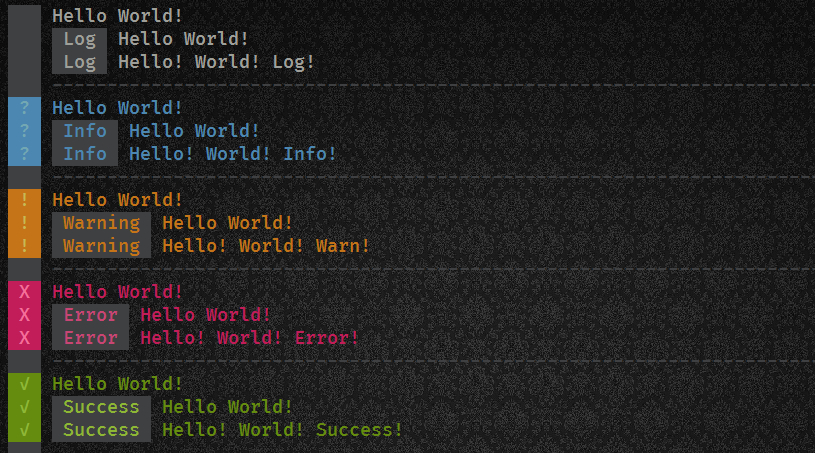 Hello World!
Log Hello World!
Log Hello! World! Log!
? Hello World!
? Info Hello World!
? Info Hello! World! Info!
! Hello World!
! Warning Hello World!
! Warning Hello! World! Warn!
X Hello World!
X Error Hello World!
X Error Hello! World! Error!
√ Hello World!
√ Success Hello World!
√ Success Hello! World! Success!